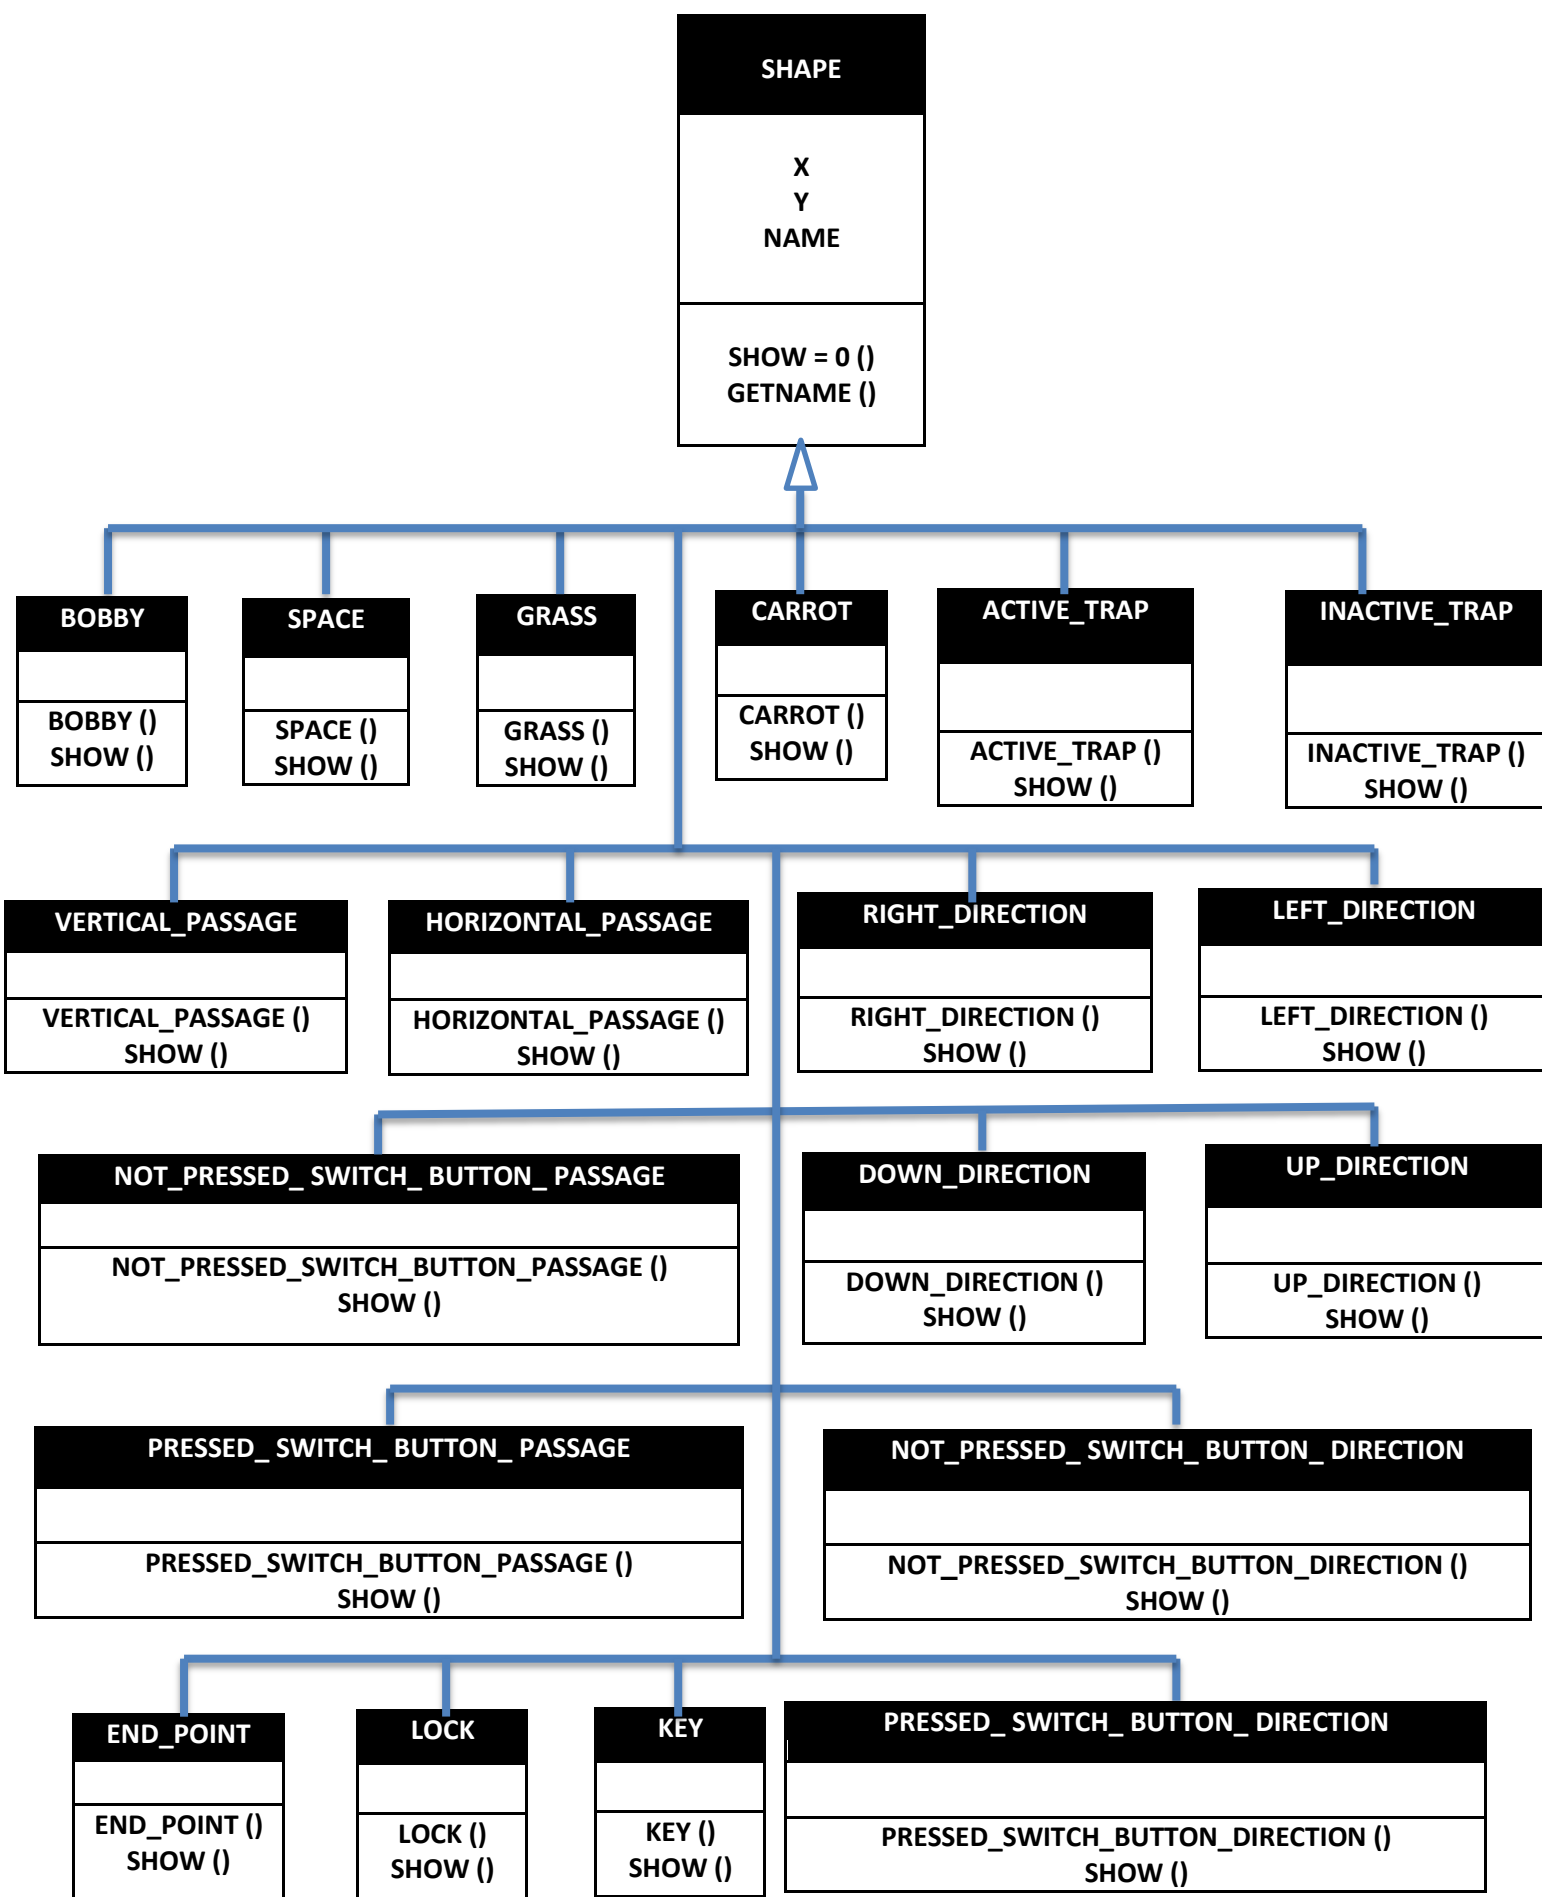 SHAPE
X
Y
NAME
SHOW = 0 ()
GETNAME ()
BOBBY
BOBBY ()
SHOW ()
SPACE
SPACE ()
SHOW ()
GRASS
GRASS ()
SHOW ()
CARROT
CARROT ()
SHOW ()
ACTIVE_TRAP
ACTIVE_TRAP ()
SHOW ()
INACTIVE_TRAP
INACTIVE_TRAP ()
SHOW ()
VERTICAL_PASSAGE
VERTICAL_PASSAGE ()
SHOW ()
HORIZONTAL_PASSAGE
HORIZONTAL_PASSAGE ()
SHOW ()
RIGHT_DIRECTION
RIGHT_DIRECTION ()
SHOW ()
LEFT_DIRECTION
LEFT_DIRECTION ()
SHOW ()
NOT_PRESSED_ SWITCH_ BUTTON_ PASSAGE
NOT_PRESSED_SWITCH_BUTTON_PASSAGE ()
SHOW ()
DOWN_DIRECTION
DOWN_DIRECTION ()
SHOW ()
UP_DIRECTION
UP_DIRECTION ()
SHOW ()
PRESSED_ SWITCH_ BUTTON_ PASSAGE
PRESSED_SWITCH_BUTTON_PASSAGE ()
SHOW ()
NOT_PRESSED_ SWITCH_ BUTTON_ DIRECTION
NOT_PRESSED_SWITCH_BUTTON_DIRECTION ()
SHOW ()
END_POINT
END_POINT ()
SHOW ()
LOCK
LOCK ()
SHOW ()
KEY
KEY ()
SHOW ()
PRESSED_ SWITCH_ BUTTON_ DIRECTION
PRESSED_SWITCH_BUTTON_DIRECTION ()
SHOW ()